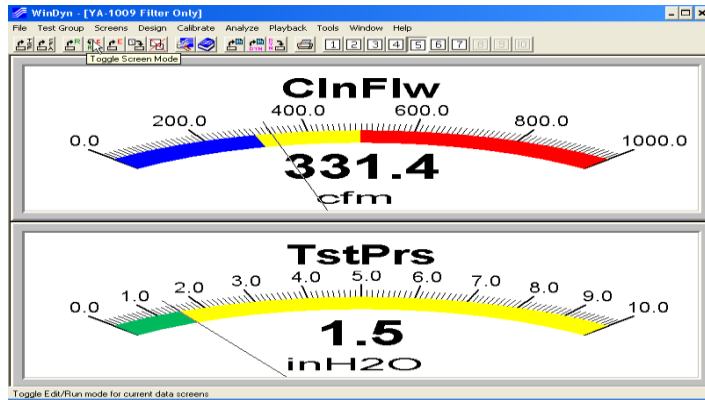 WinDyn - [YA-1009 Filter Only]
File Test Group Screens Design Calibrate Analyze Playback Tools Window Help
1 2 3 4 5 6 7 8 9 10
Toggle Screen Mode
ClnFlw
0.0 200.0 400.0 600.0 800.0 1000.0
331.4
cfm
TstPrs
0.0 1.0 2.0 3.0 4.0 5.0 6.0 7.0 8.0 9.0 10.0
1.5
inH2O
Toggle Edit/Run mode for current data screens